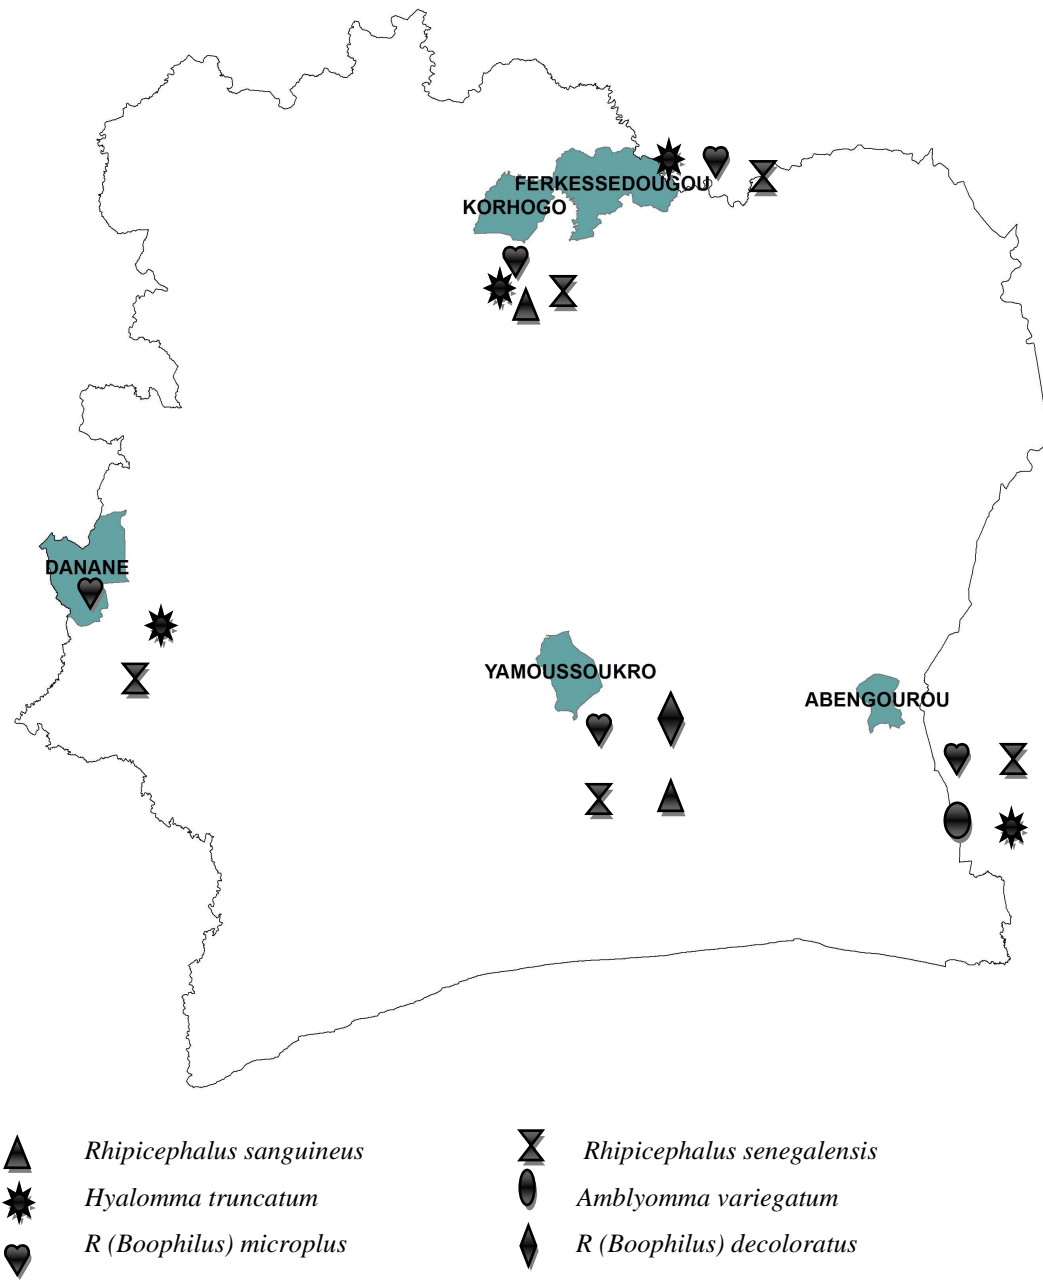 FERKESSEDOUGOU
KORHOGO
DANANE
YAMOUSSOUKRO
ABENGOUROU
Rhipicephalus sanguineus
Rhipicephalus senegalensis
Hyalomma truncatum
Amblyomma variegatum
R (Boophilus) microplus
R (Boophilus) decoloratus